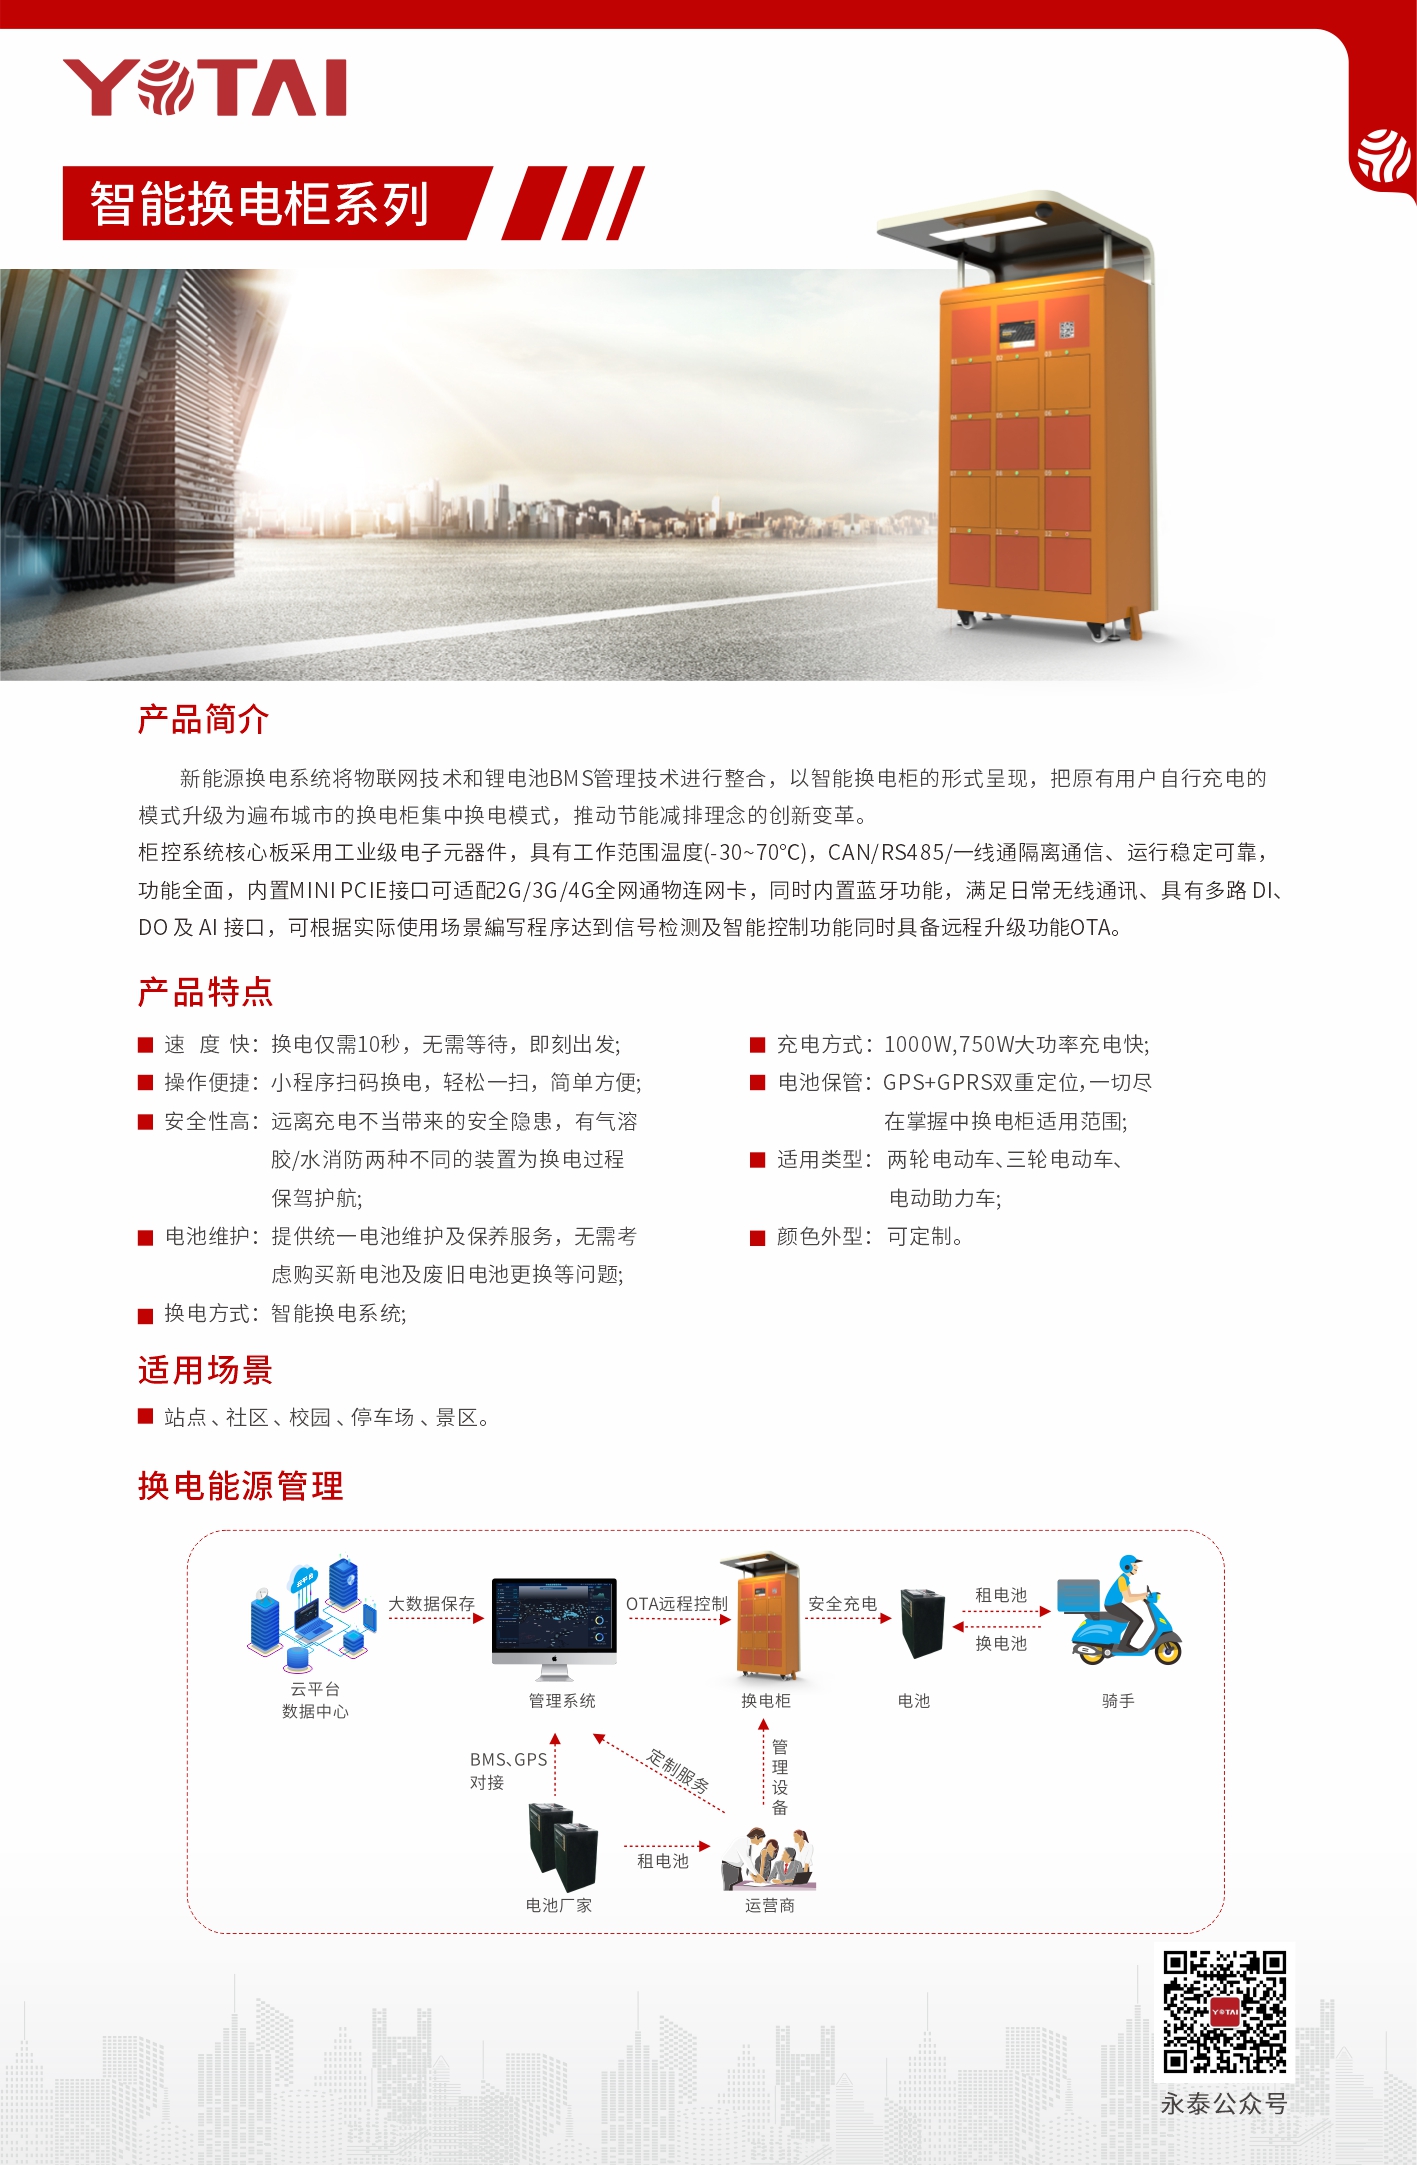 YOTAI
智能换电柜系列
产品简介
新能源换电系统将物联网技术和锂电池BMS管理技术进行整合，以智能换电柜的形式呈现，把原有用户自行充电的
模式升级为遍布城市的换电柜集中换电模式，推动节能减排理念的创新变革。
柜控系统核心板采用工业级电子元器件，具有工作范围温度(-30~70℃)，CAN/RS485/一线通隔离通信、运行稳定可靠，
功能全面，内置MINI PCIE接口可适配2G/3G/4G全网通物连网卡，同时内置蓝牙功能，满足日常无线通讯、具有多路 DI、
DO 及 AI 接口，可根据实际使用场景编写程序达到信号检测及智能控制功能同时具备远程升级功能OTA。
产品特点
速 度 快：换电仅需10秒，无需等待，即刻出发;
操作便捷：小程序扫码换电，轻松一扫，简单方便;
安全性高：远离充电不当带来的安全隐患，有气溶
胶/水消防两种不同的装置为换电过程
保驾护航;
电池维护：提供统一电池维护及保养服务，无需考
虑购买新电池及废旧电池更换等问题;
换电方式：智能换电系统;
充电方式：1000W,750W大功率充电快;
电池保管：GPS+GPRS双重定位,一切尽
在掌握中换电柜适用范围;
适用类型：两轮电动车、三轮电动车、
电动助力车;
颜色外型：可定制。
适用场景
站点、社区、校园、停车场、景区。
换电能源管理
云平台
大数据保存
OTA远程控制
安全充电
租电池
换电池
云平台
数据中心
管理系统
换电柜
电池
骑手
BMS、GPS
对接
定制服务
管理设备
租电池
电池厂家
运营商
YOTAI
永泰公众号